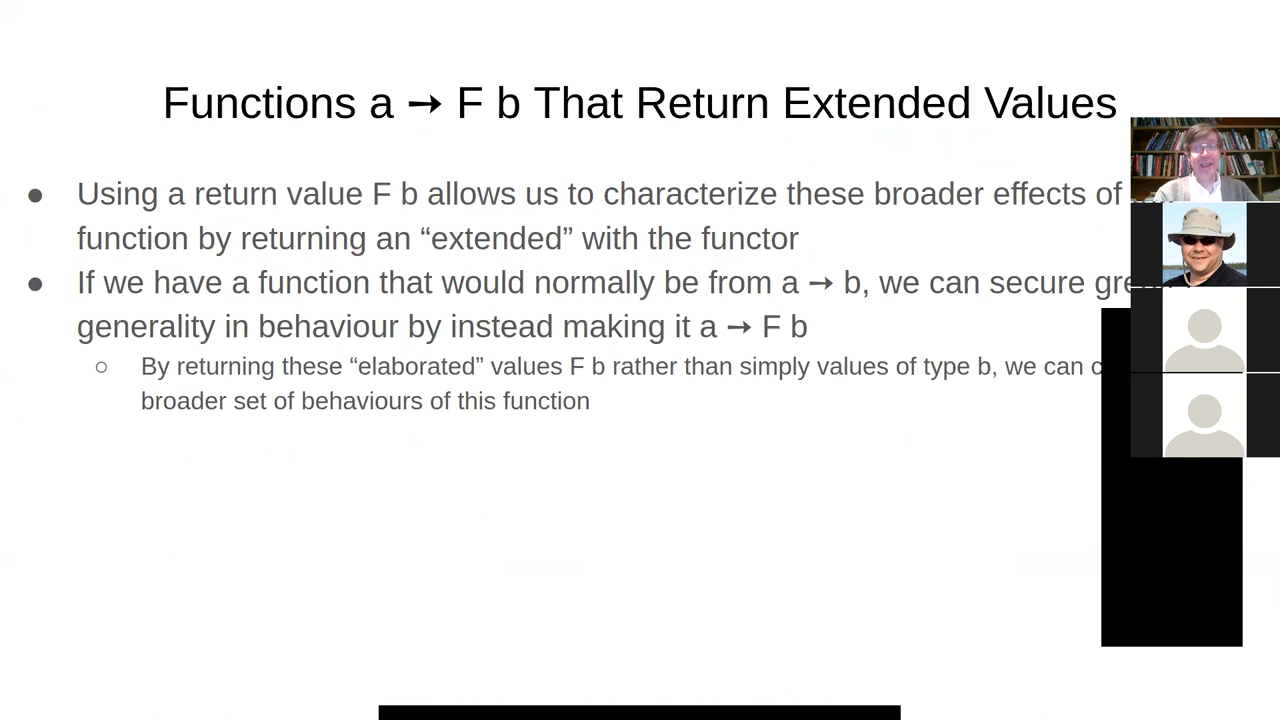 Functions a → F b That Return Extended Values
● Using a return value F b allows us to characterize these broader effects of
function by returning an “extended” with the functor
● If we have a function that would normally be from a → b, we can secure
generality in behaviour by instead making it a → F b
○ By returning these “elaborated” values F b rather than simply values of type b, we can
broader set of behaviours of this function